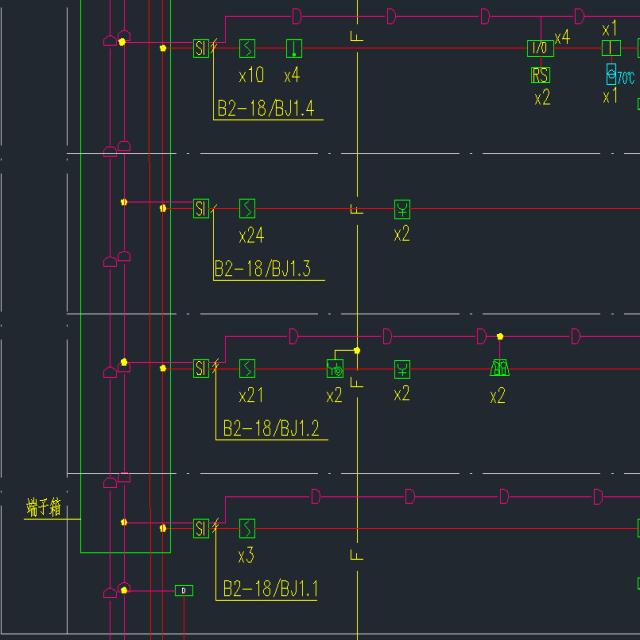 D D D D
F
x4
x1
SI
I/O
I
x10
x4
RS
70℃
x2
x1
B2-18/BJ1.4
SI
F
x24
x2
B2-18/BJ1.3
D D D D
SI
F
x21
x2
x2
x2
B2-18/BJ1.2
D D D D
端子箱
SI
x3
F
B2-18/BJ1.1
D